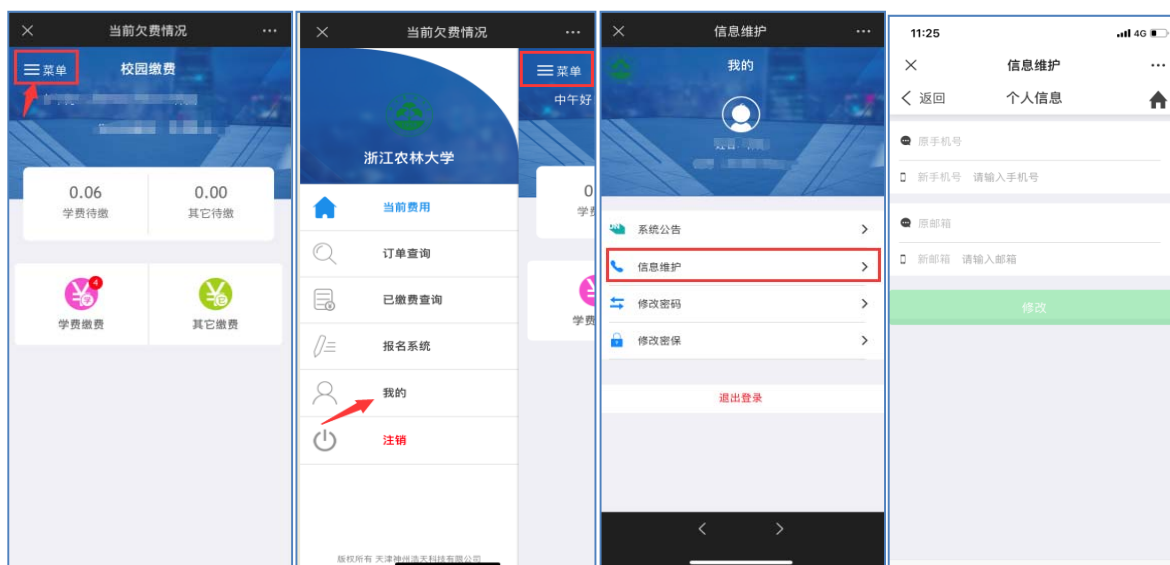 当前欠费情况
菜单
校园缴费
0.06
学费待缴
0.00
其它待缴
4
学费缴费
其它缴费
当前欠费情况
菜单
中午好
浙江农林大学
当前费用
订单查询
已缴费查询
报名系统
我的
注销
版权所有 天津神州浩天科技有限公司
0
学费
学费
信息维护
我的
系统公告
信息维护
修改密码
修改密保
退出登录
11:25
4G
信息维护
返回
个人信息
原手机号
新手机号 请输入手机号
原邮箱
新邮箱 请输入邮箱
修改